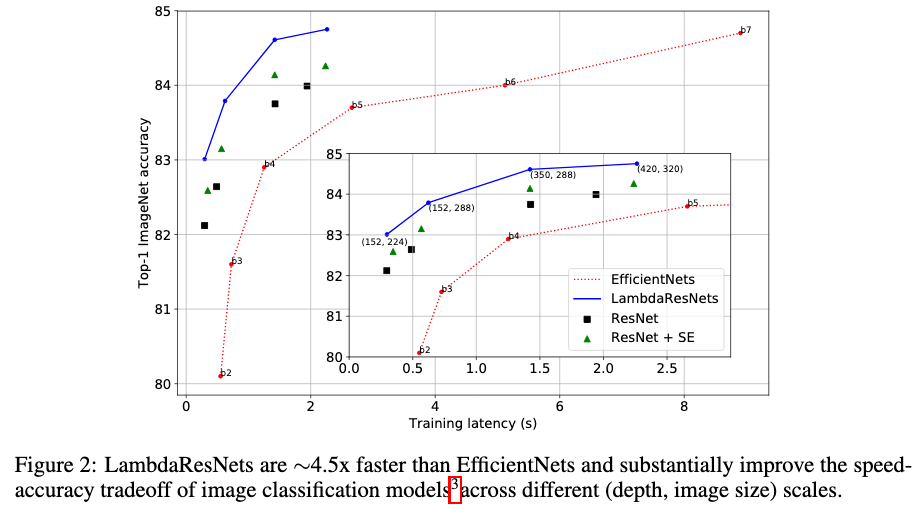 Top-1 ImageNet accuracy
85
84
83
82
81
80
0
2
4
6
8
Training latency (s)
b2
b3
b4
b5
b6
b7
85
84
83
82
81
80
0.0
0.5
1.0
1.5
2.0
2.5
(152, 224)
(152, 288)
(350, 288)
(420, 320)
b2
b3
b4
b5
EfficientNets
LambdaResNets
ResNet
ResNet + SE
Figure 2: LambdaResNets are ∼4.5x faster than EfficientNets and substantially improve the speed-
accuracy tradeoff of image classification models³across different (depth, image size) scales.